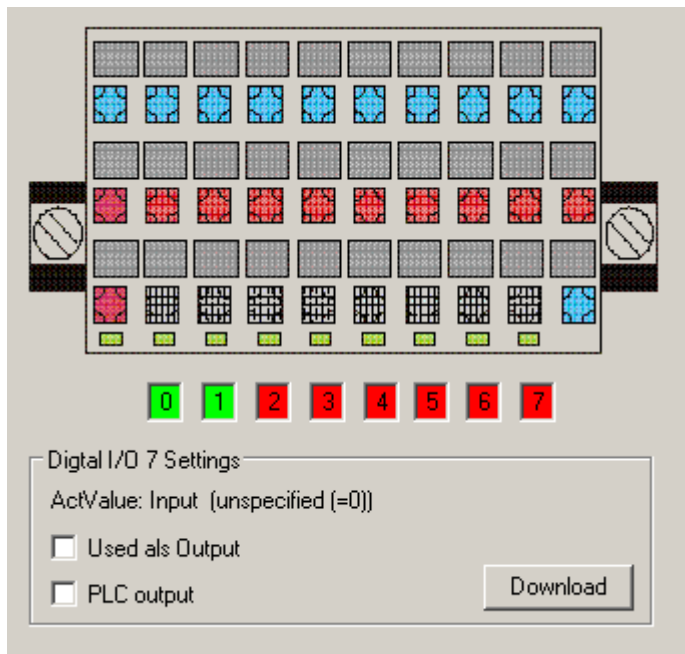 0 1 2 3 4 5 6 7
Digtal I/O 7 Settings
ActValue: Input (unspecified (=0))
Used als Output
PLC output
Download